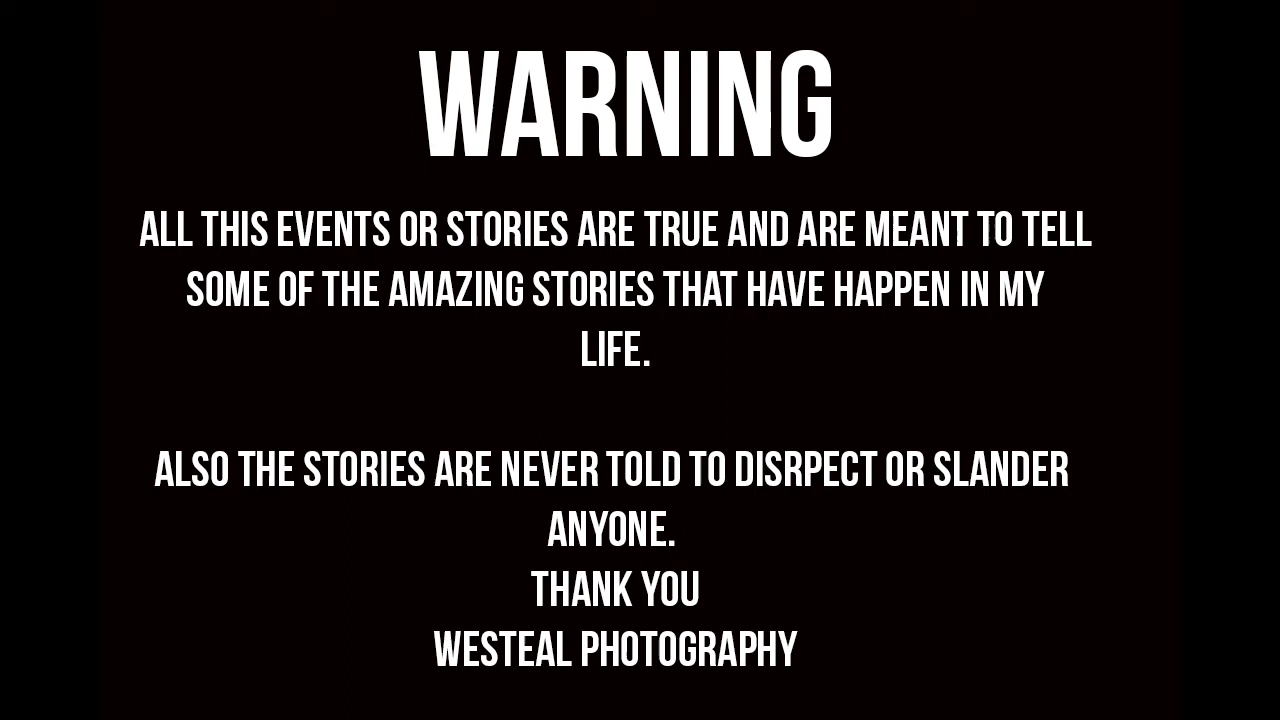 WARNING
ALL THIS EVENTS OR STORIES ARE TRUE AND ARE MEANT TO TELL
SOME OF THE AMAZING STORIES THAT HAVE HAPPEN IN MY
LIFE.
ALSO THE STORIES ARE NEVER TOLD TO DISRPECT OR SLANDER
ANYONE.
THANK YOU
WESTEAL PHOTOGRAPHY